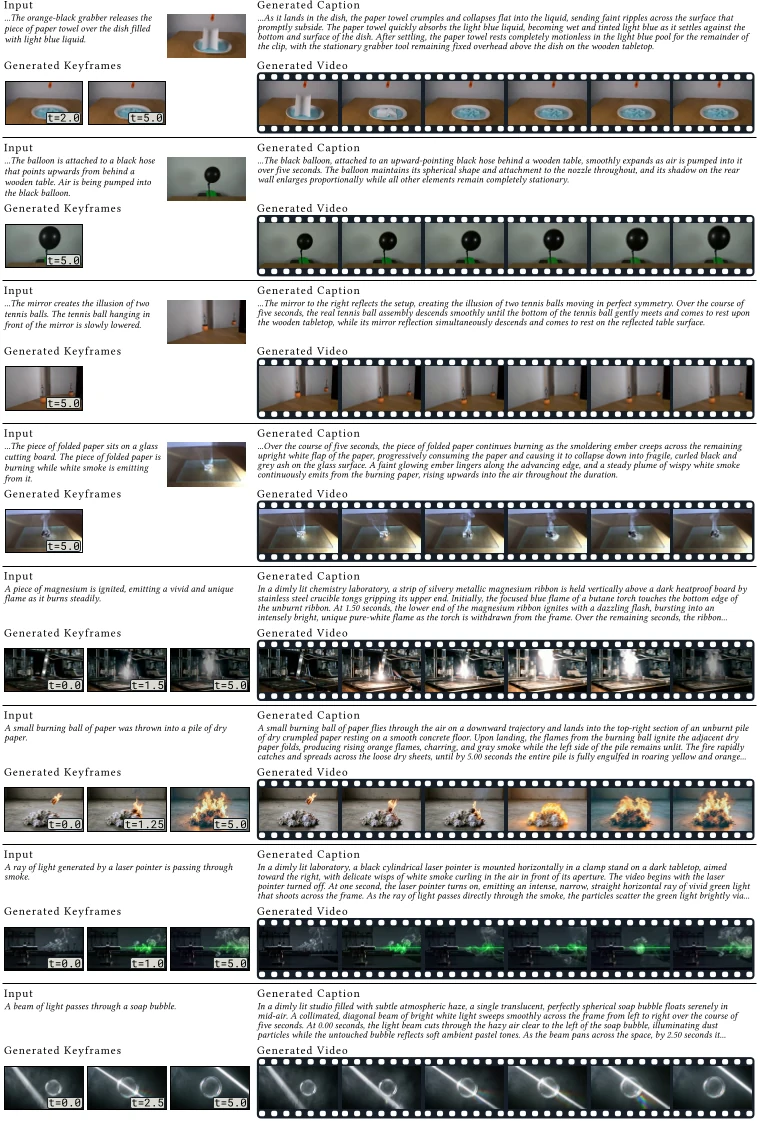 Input
...The orange-black grabber releases the
piece of paper towel over the dish filled
with light blue liquid.
Generated Keyframes
t=2.0
t=5.0
Generated Caption
...As it lands in the dish, the paper towel crumples and collapses flat into the liquid, sending faint ripples across the surface that
promptly subside. The paper towel quickly absorbs the light blue liquid, becoming wet and tinted light blue as it settles against the
bottom and surface of the dish. After settling, the paper towel rests completely motionless in the light blue pool for the remainder of
the clip, with the stationary grabber tool remaining fixed overhead above the dish on the wooden tabletop.
Generated Video
Input
...The balloon is attached to a black hose
that points upwards from behind a
wooden table. Air is being pumped into
the black balloon.
Generated Keyframes
t=5.0
Generated Caption
...The black balloon, attached to an upward-pointing black hose behind a wooden table, smoothly expands as air is pumped into it
over five seconds. The balloon maintains its spherical shape and attachment to the nozzle throughout, and its shadow on the rear
wall enlarges proportionally while all other elements remain completely stationary.
Generated Video
Input
...The mirror creates the illusion of two
tennis balls. The tennis ball hanging in
front of the mirror is slowly lowered.
Generated Keyframes
t=5.0
Generated Caption
...The mirror to the right reflects the setup, creating the illusion of two tennis balls moving in perfect symmetry. Over the course of
five seconds, the real tennis ball assembly descends smoothly until the bottom of the tennis ball gently meets and comes to rest upon
the wooden tabletop, while its mirror reflection simultaneously descends and comes to rest on the reflected table surface.
Generated Video
Input
...The piece of folded paper sits on a glass
cutting board. The piece of folded paper is
burning while white smoke is emitting
from it.
Generated Keyframes
t=5.0
Generated Caption
...Over the course of five seconds, the piece of folded paper continues burning as the smoldering ember creeps across the remaining
upright white flap of the paper, progressively consuming the paper and causing it to collapse down into fragile, curled black and
grey ash on the glass surface. A faint glowing ember lingers along the advancing edge, and a steady plume of wispy white smoke
continuously emits from the burning paper, rising upwards into the air throughout the duration.
Generated Video
Input
A piece of magnesium is ignited, emitting a vivid and unique
flame as it burns steadily.
Generated Keyframes
t=0.0
t=1.5
t=5.0
Generated Caption
In a dimly lit chemistry laboratory, a strip of silvery metallic magnesium ribbon is held vertically above a dark heatproof board by
stainless steel crucible tongs gripping its upper end. Initially, the focused blue flame of a butane torch touches the bottom edge of
the unburnt ribbon. At 1.50 seconds, the lower end of the magnesium ribbon ignites with a dazzling flash, bursting into an
intensely bright, unique pure-white flame as the torch is withdrawn from the frame. Over the remaining seconds, the ribbon...
Generated Video
Input
A small burning ball of paper was thrown into a pile of dry
paper.
Generated Keyframes
t=0.0
t=1.25
t=5.0
Generated Caption
A small burning ball of paper flies through the air on a downward trajectory and lands into the top-right section of an unburnt pile
of dry crumpled paper resting on a smooth concrete floor. Upon landing, the flames from the burning ball ignite the adjacent dry
paper folds, producing rising orange flames, charring, and gray smoke while the left side of the pile remains unlit. The fire rapidly
catches and spreads across the loose dry sheets, until by 5.00 seconds the entire pile is fully engulfed in roaring yellow and orange...
Generated Video
Input
A ray of light generated by a laser pointer is passing through
smoke.
Generated Keyframes
t=0.0
t=1.0
t=5.0
Generated Caption
In a dimly lit laboratory, a black cylindrical laser pointer is mounted horizontally in a clamp stand on a dark tabletop, aimed
toward the right, with delicate wisps of white smoke curling in the air in front of its aperture. The video begins with the laser
pointer turned off. At one second, the laser pointer turns on, emitting an intense, narrow, straight horizontal ray of vivid green light
that shoots across the frame. As the ray of light passes directly through the smoke, the particles scatter the green light brightly via...
Generated Video
Input
A beam of light passes through a soap bubble.
Generated Keyframes
t=0.0
t=2.5
t=5.0
Generated Caption
In a dimly lit studio filled with subtle atmospheric haze, a single translucent, perfectly spherical soap bubble floats serenely in
mid-air. A collimated, diagonal beam of bright white light sweeps smoothly across the frame from left to right over the course of
five seconds. At 0.00 seconds, the light beam cuts through the hazy air clear to the left of the soap bubble, illuminating dust
particles while the untouched bubble reflects soft ambient pastel tones. As the beam pans across the space, by 2.50 seconds it...
Generated Video